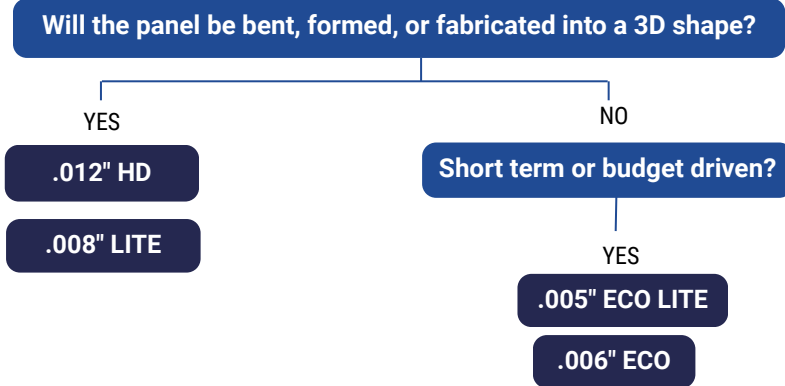 Will the panel be bent, formed, or fabricated into a 3D shape?
YES
NO
.012" HD
Short term or budget driven?
.008" LITE
YES
.005" ECO LITE
.006" ECO